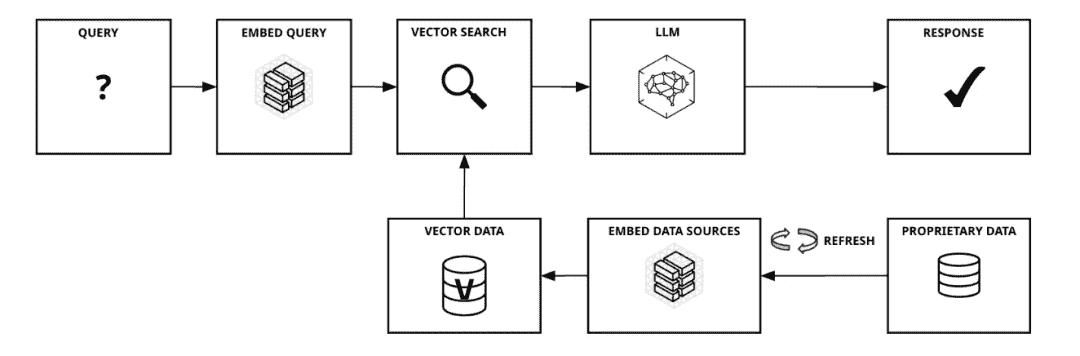 QUERY
?
EMBED QUERY
VECTOR SEARCH
LLM
RESPONSE
VECTOR DATA
V
EMBED DATA SOURCES
REFRESH
PROPRIETARY DATA